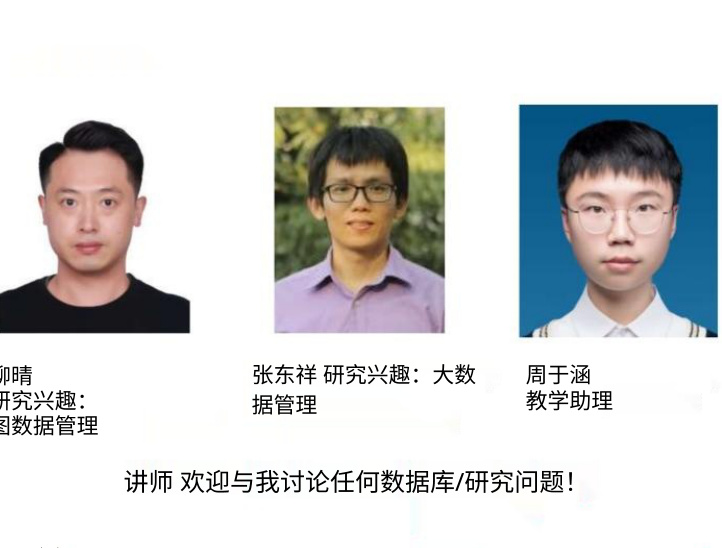 柳晴
研究兴趣：
图数据管理
张东祥 研究兴趣：大数
据管理
周于涵
教学助理
讲师 欢迎与我讨论任何数据库/研究问题！